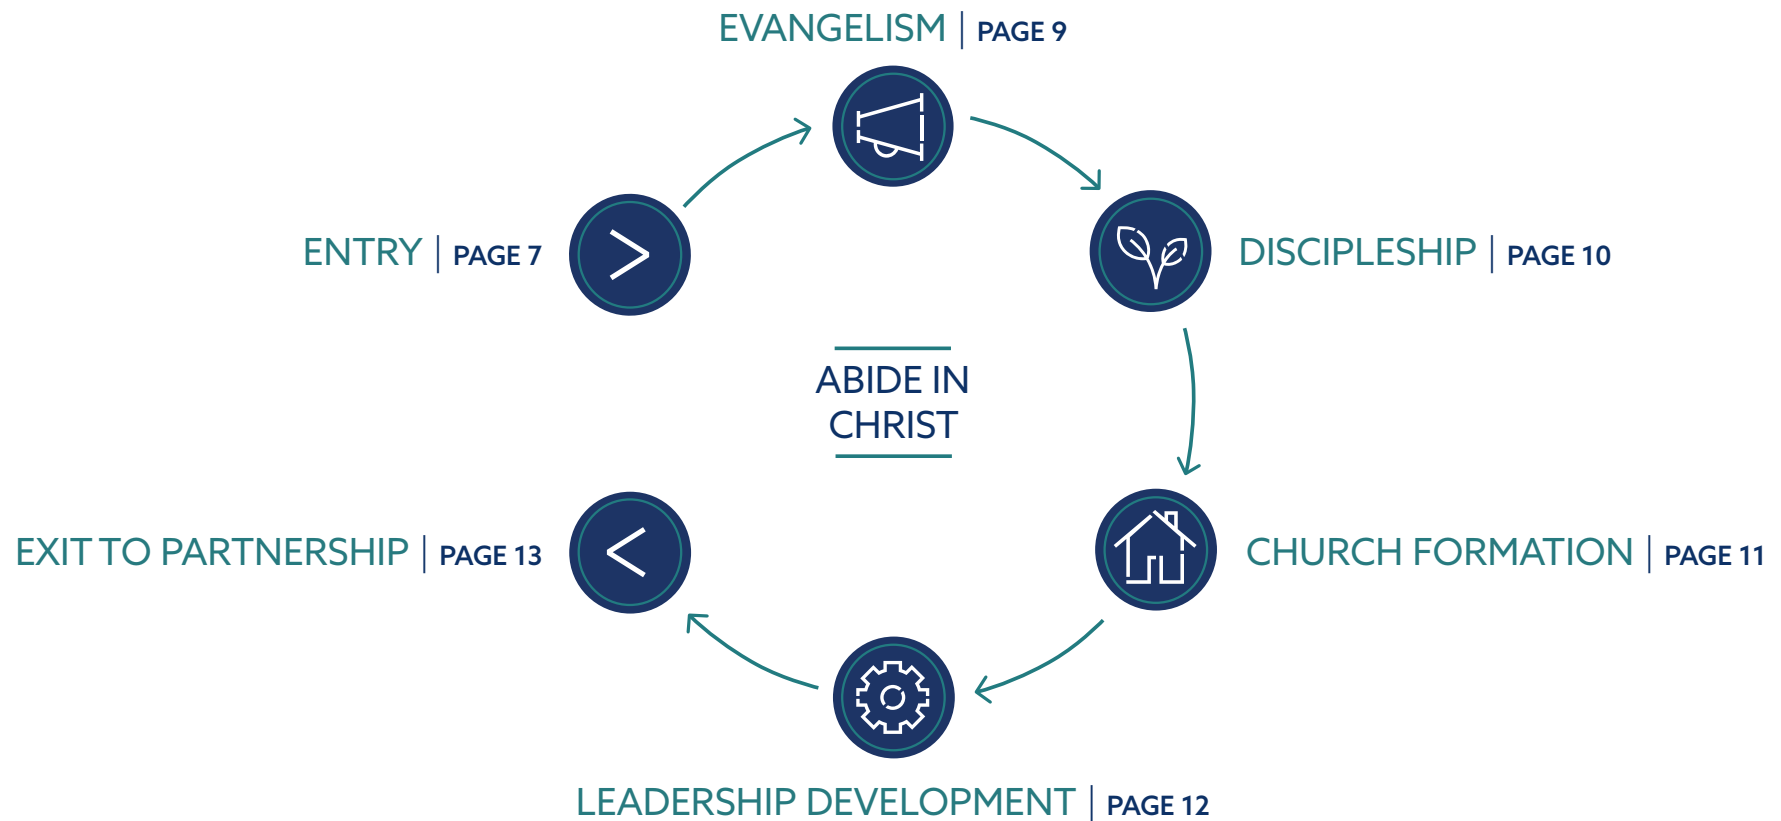 EVANGELISM | PAGE 9
ENTRY | PAGE 7
DISCIPLESHIP | PAGE 10
ABIDE IN
CHRIST
EXIT TO PARTNERSHIP | PAGE 13
CHURCH FORMATION | PAGE 11
LEADERSHIP DEVELOPMENT | PAGE 12